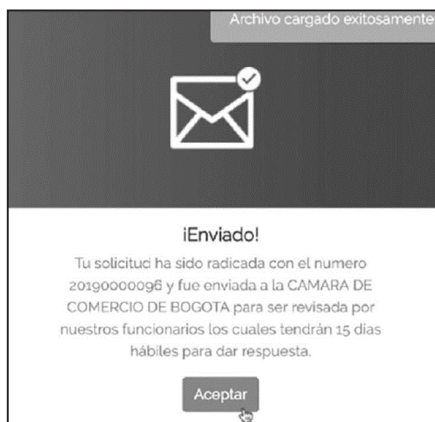 Archivo cargado exitosamente
¡Enviado!
Tu solicitud ha sido radicada con el numero
20190000096 y fue enviada a la CAMARA DE
COMERCIO DE BOGOTA para ser revisada por
nuestros funcionarios los cuales tendrán 15 días
hábiles para dar respuesta.
Aceptar